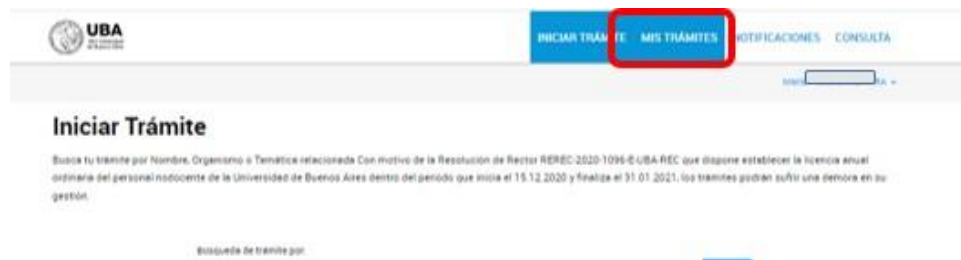 UBA
INICIAR TRÁMITE MIS TRÁMITES NOTIFICACIONES CONSULTA
Iniciar Trámite
Busca tu trámite por Nombre, Organismo o Temática relacionada Con motivo de la Resolución de Rector REREC-2020-1096-E-UBA-REC que dispone establecer la licencia anual
ordinaria del personal nodocente de la Universidad de Buenos Aires dentro del período que inicia el 15.12.2020 y finaliza el 31.01.2021, los trámites podrán sufrir una demora en su
gestión.
Búsqueda de trámite por: